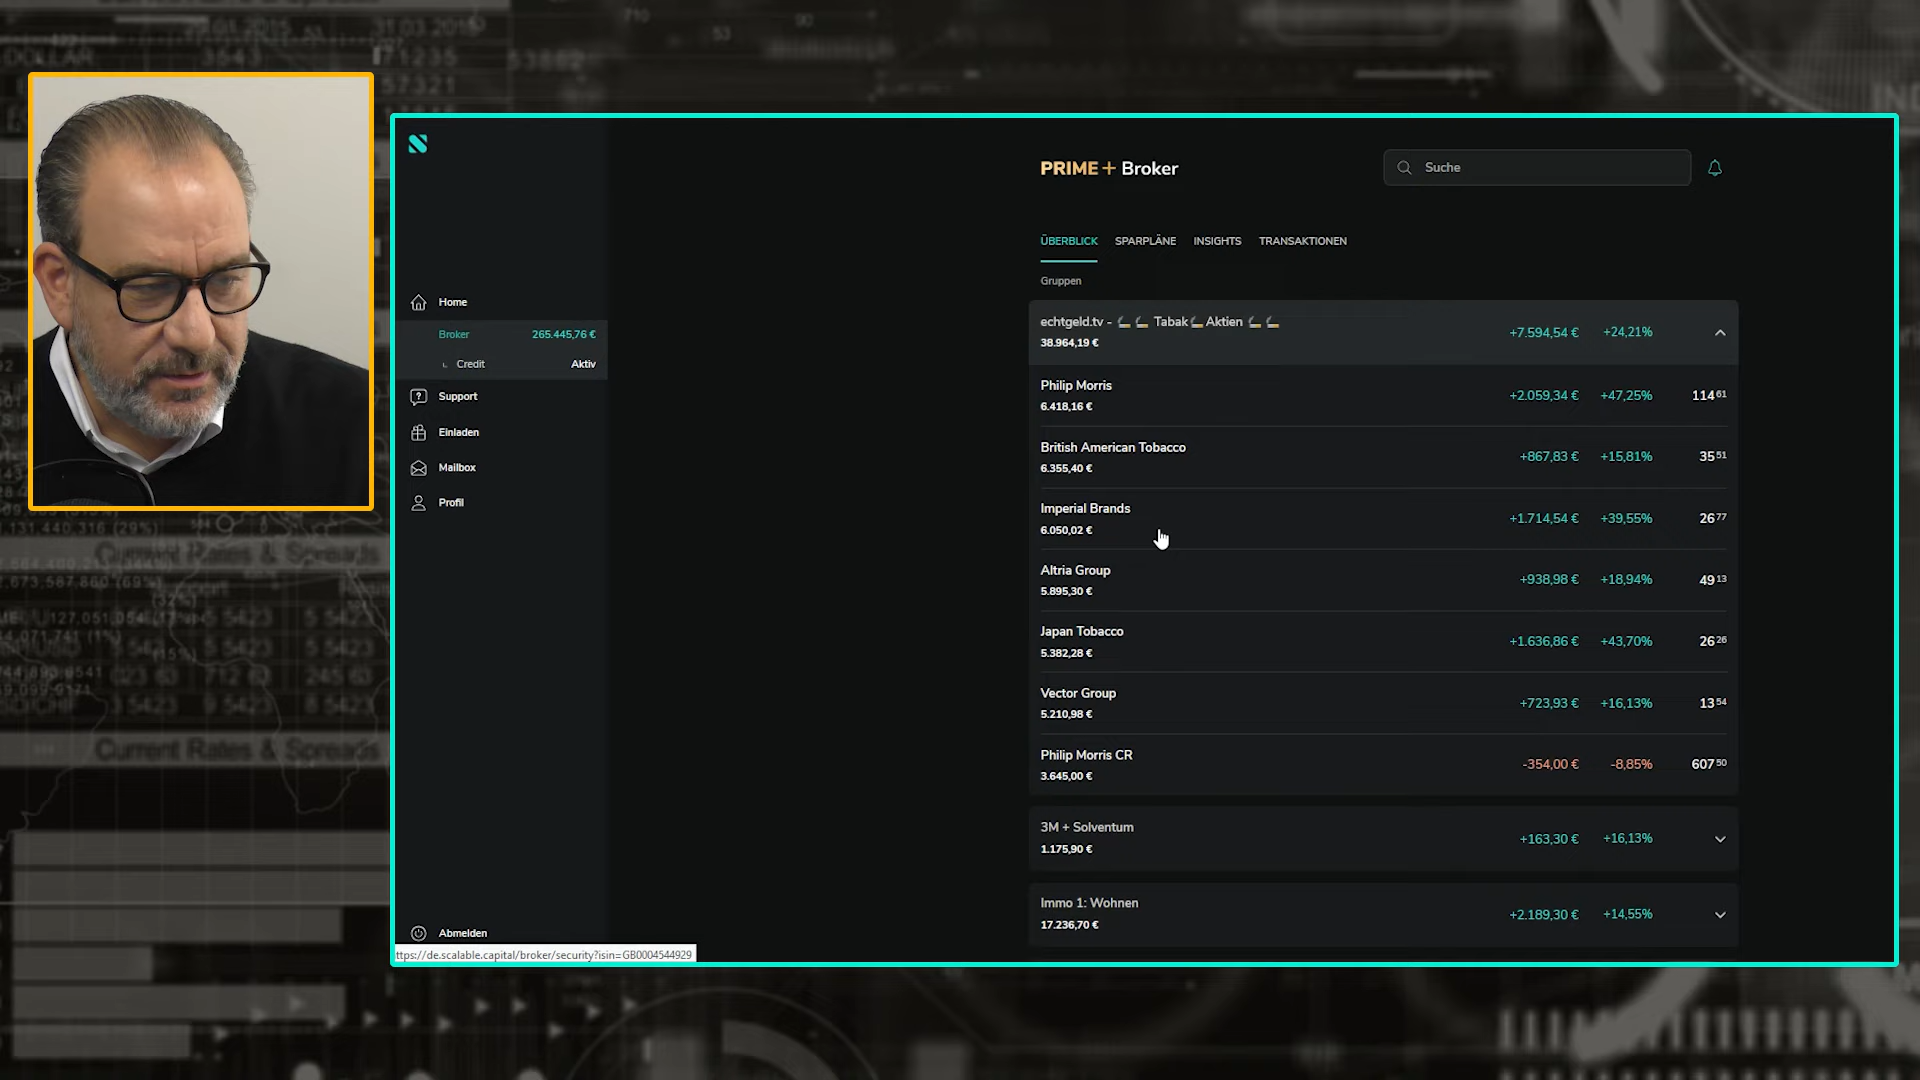 PRIME+ Broker
Suche
ÜBERBLICK SPARPLÄNE INSIGHTS TRANSAKTIONEN
Gruppen
Home
Broker 265.445,76 €
Credit Aktiv
Support
Einladen
Mailbox
Profil
Abmelden
echtgeld.tv - 🚬🚬 Tabak🚬Aktien 🚬🚬
38.964,19 €
+7.594,54 € +24,21%
Philip Morris
6.418,16 €
+2.059,34 € +47,25% 114 61
British American Tobacco
6.355,40 €
+867,83 € +15,81% 35 51
Imperial Brands
6.050,02 €
+1.714,54 € +39,55% 26 77
Altria Group
5.895,30 €
+938,98 € +18,94% 49 13
Japan Tobacco
5.382,28 €
+1.636,86 € +43,70% 26 26
Vector Group
5.210,98 €
+723,93 € +16,13% 13 54
Philip Morris CR
3.645,00 €
-354,00 € -8,85% 607 50
3M + Solventum
1.175,90 €
+163,30 € +16,13%
Immo 1: Wohnen
17.236,70 €
+2.189,30 € +14,55%
ttps://de.scalable.capital/broker/security?isin=GB0004544929
Current Rates & Spreads